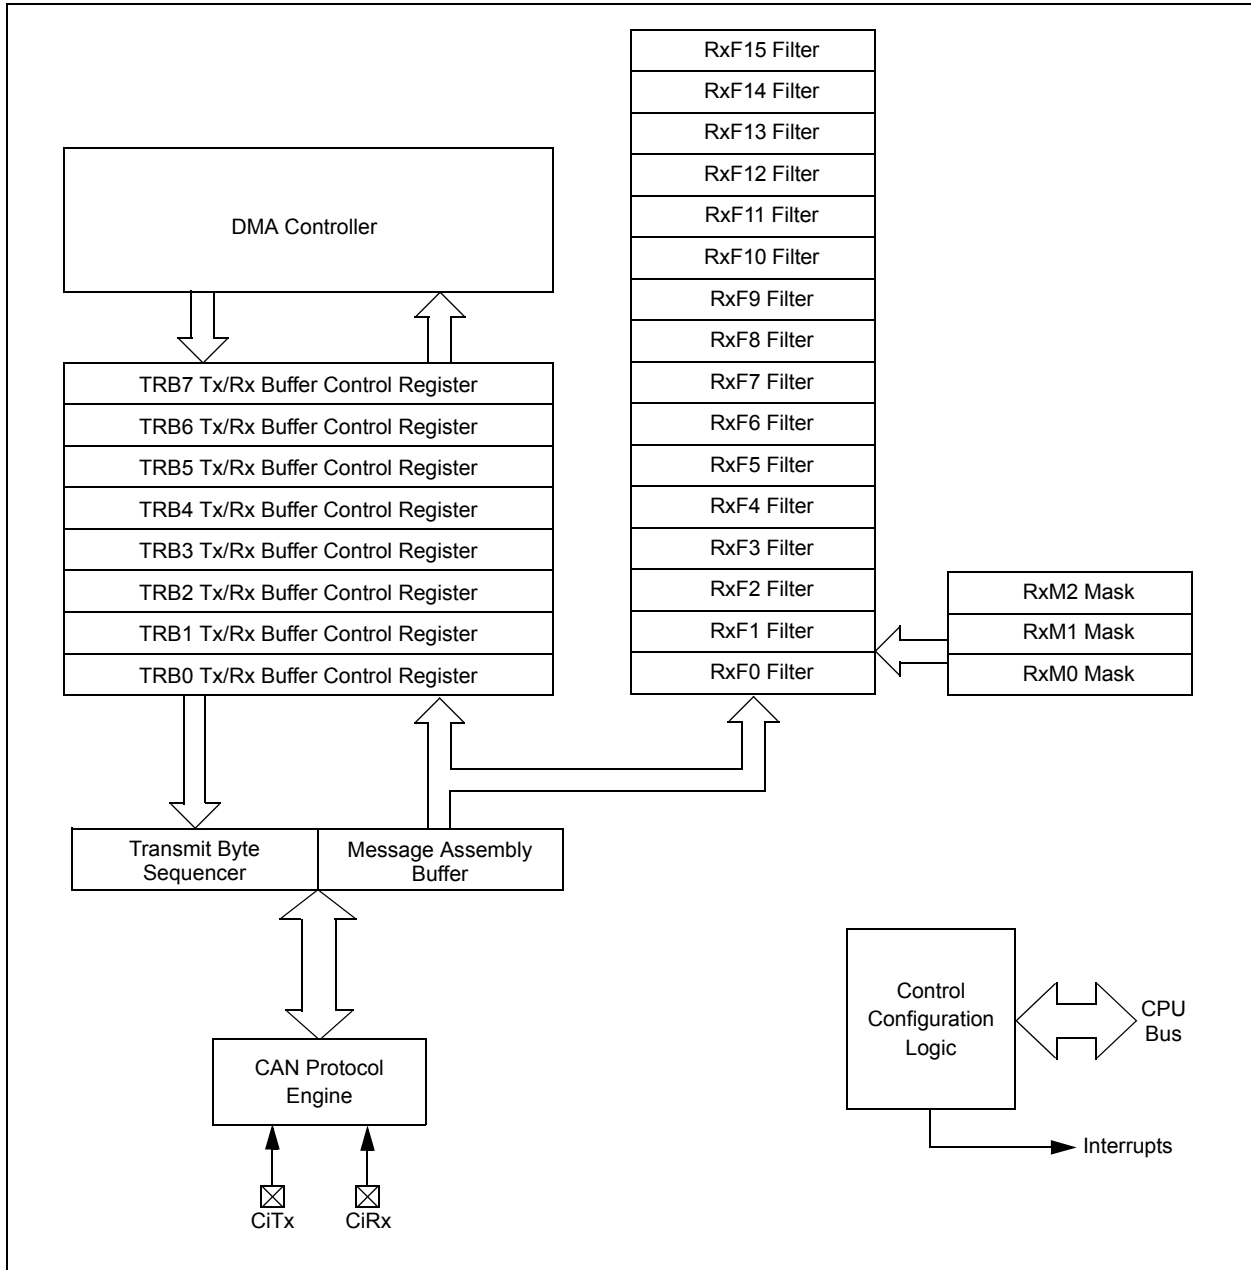 RxF15 Filter
RxF14 Filter
RxF13 Filter
RxF12 Filter
RxF11 Filter
RxF10 Filter
RxF9 Filter
RxF8 Filter
RxF7 Filter
RxF6 Filter
RxF5 Filter
RxF4 Filter
RxF3 Filter
RxF2 Filter
RxF1 Filter
RxF0 Filter
DMA Controller
TRB7 Tx/Rx Buffer Control Register
TRB6 Tx/Rx Buffer Control Register
TRB5 Tx/Rx Buffer Control Register
TRB4 Tx/Rx Buffer Control Register
TRB3 Tx/Rx Buffer Control Register
TRB2 Tx/Rx Buffer Control Register
TRB1 Tx/Rx Buffer Control Register
TRB0 Tx/Rx Buffer Control Register
RxM2 Mask
RxM1 Mask
RxM0 Mask
Transmit Byte
Sequencer
Message Assembly
Buffer
CAN Protocol
Engine
CiTx
CiRx
Control
Configuration
Logic
CPU
Bus
Interrupts